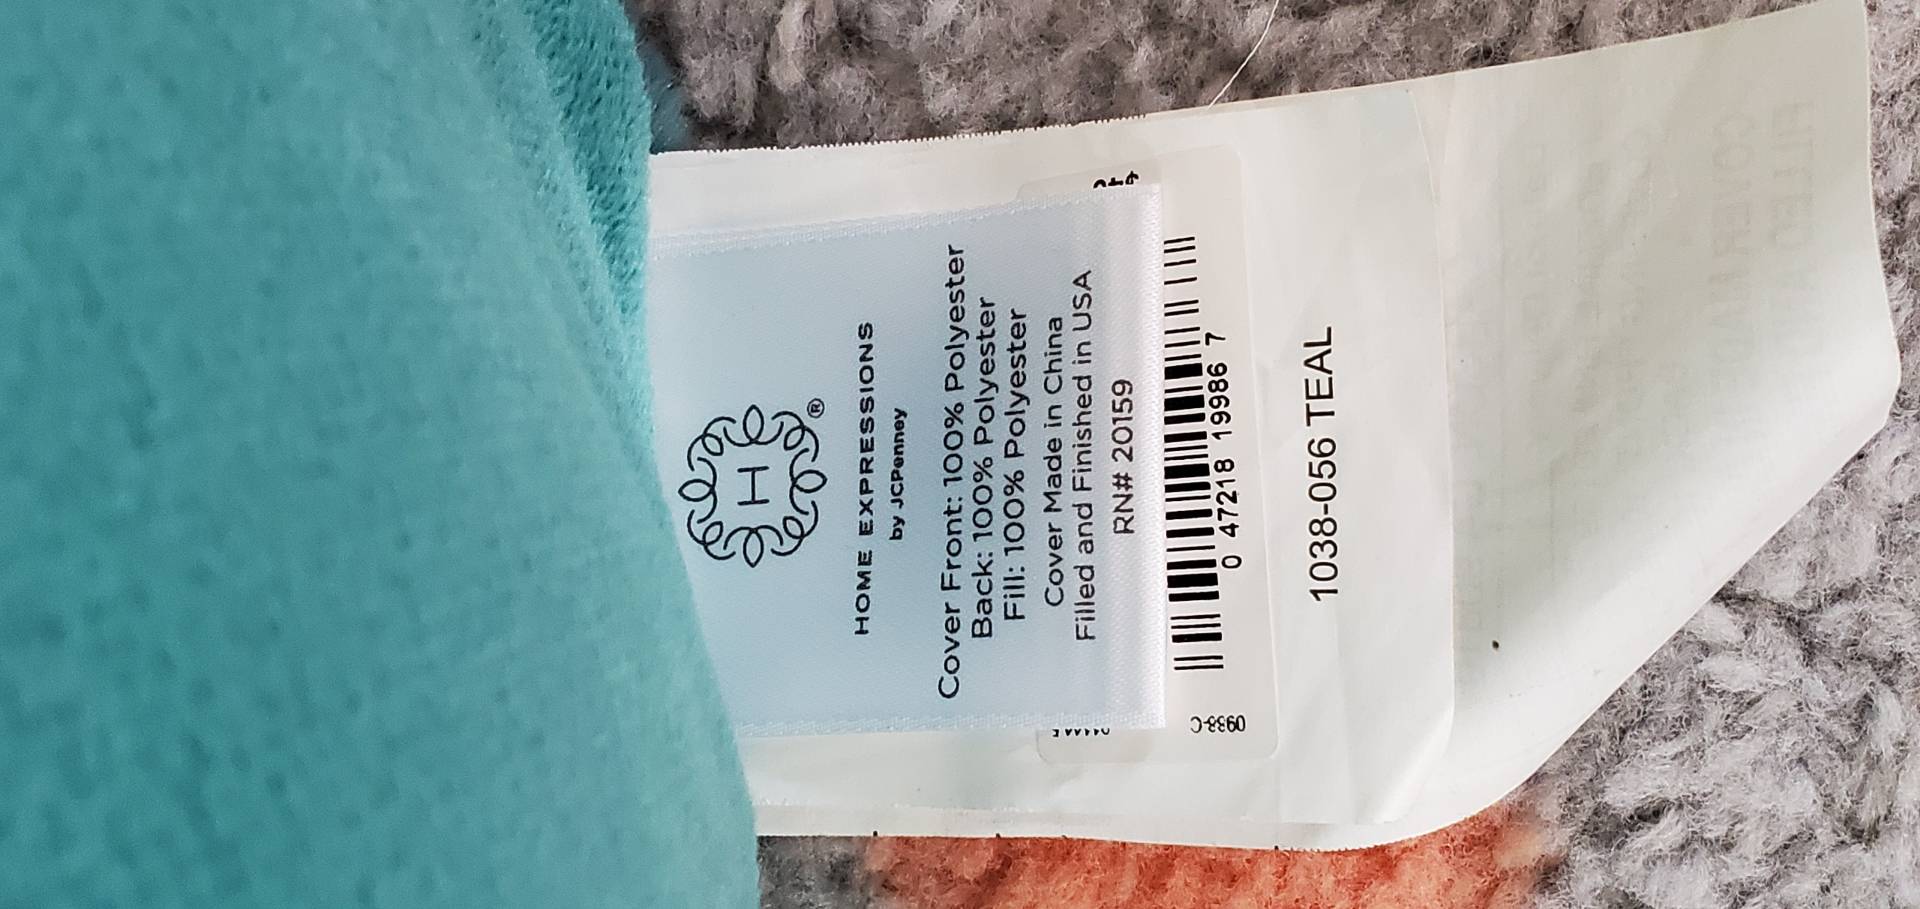 H®
HOME EXPRESSIONS
by JCPenney
Cover Front: 100% Polyester
Back: 100% Polyester
Fill: 100% Polyester
Cover Made in China
Filled and Finished in USA
RN# 20159
0 47218 19986 7
1038-056 TEAL